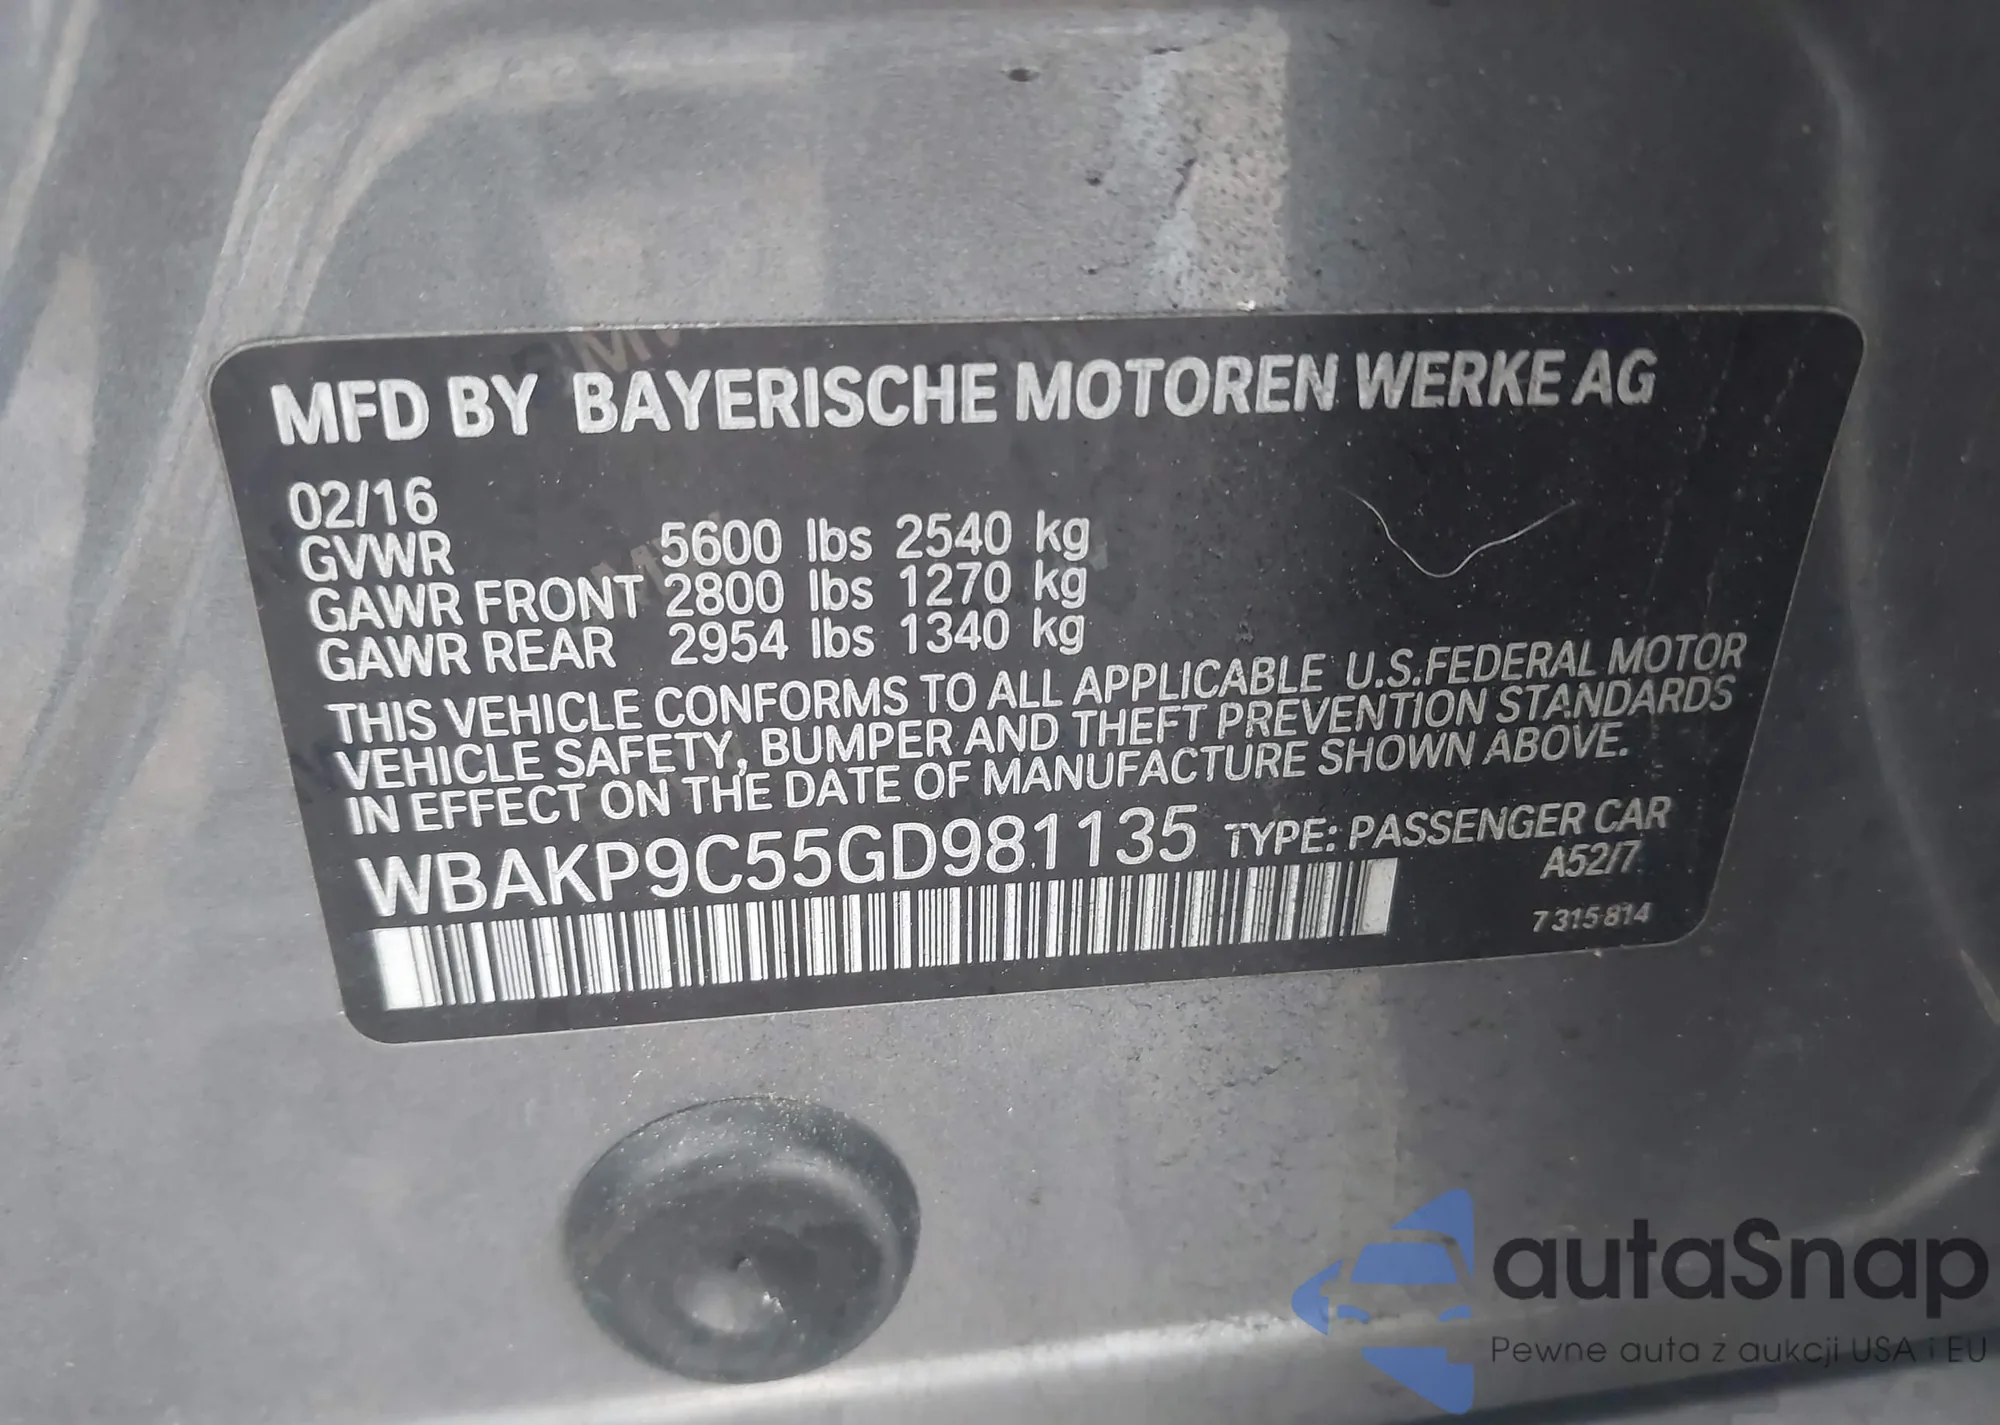 MFD BY BAYERISCHE MOTOREN WERKE AG
02/16
GVWR 5600 lbs 2540 kg
GAWR FRONT 2800 lbs 1270 kg
GAWR REAR 2954 lbs 1340 kg
THIS VEHICLE CONFORMS TO ALL APPLICABLE U.S.FEDERAL MOTOR
VEHICLE SAFETY, BUMPER AND THEFT PREVENTION STANDARDS
IN EFFECT ON THE DATE OF MANUFACTURE SHOWN ABOVE.
WBAKP9C55GD981135 TYPE: PASSENGER CAR
A52/7
7 315 814
autaSnap
Pewne auta z aukcji USA i EU